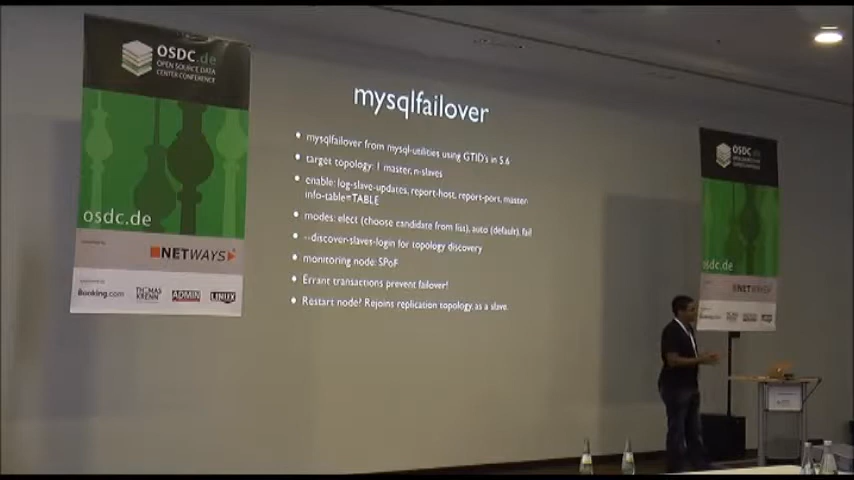 OSDC.de
OPEN SOURCE DATA
CENTER CONFERENCE
osdc.de
NETWAYS
Booking.com
THOMAS
KRENN
ADMIN
LINUX
mysqlfailover
• mysqlfailover from mysql-utilities using GTID's in 5.6
• target topology: 1 master, n-slaves
• enable: log-slave-updates, report-host, report-port, master-
info-table=TABLE
• modes: elect (choose candidate from list), auto (default), fail
• --discover-slaves-login for topology discovery
• monitoring node: SPoF
• Errant transactions prevent failover!
• Restart node? Rejoins replication topology, as a slave.
OSDC.de
osdc.de
NETWAYS